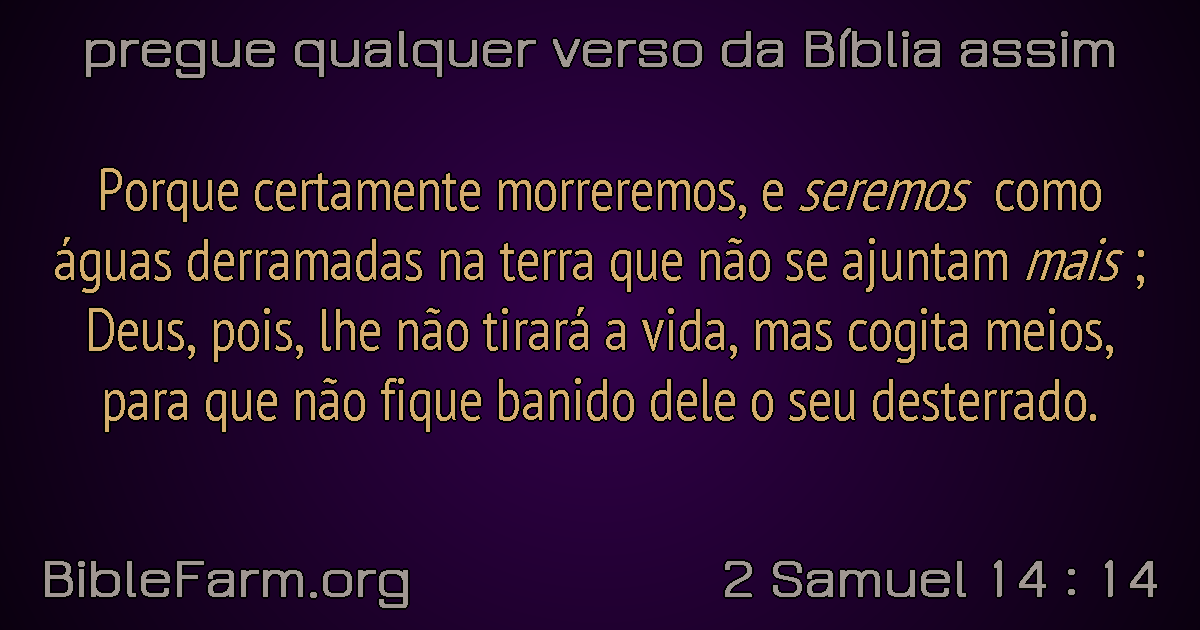 pregue qualquer verso da Bíblia assim
Porque certamente morreremos, e seremos como
águas derramadas na terra que não se ajuntam mais ;
Deus, pois, lhe não tirará a vida, mas cogita meios,
para que não fique banido dele o seu desterrado.
BibleFarm.org
2 Samuel 14 : 14